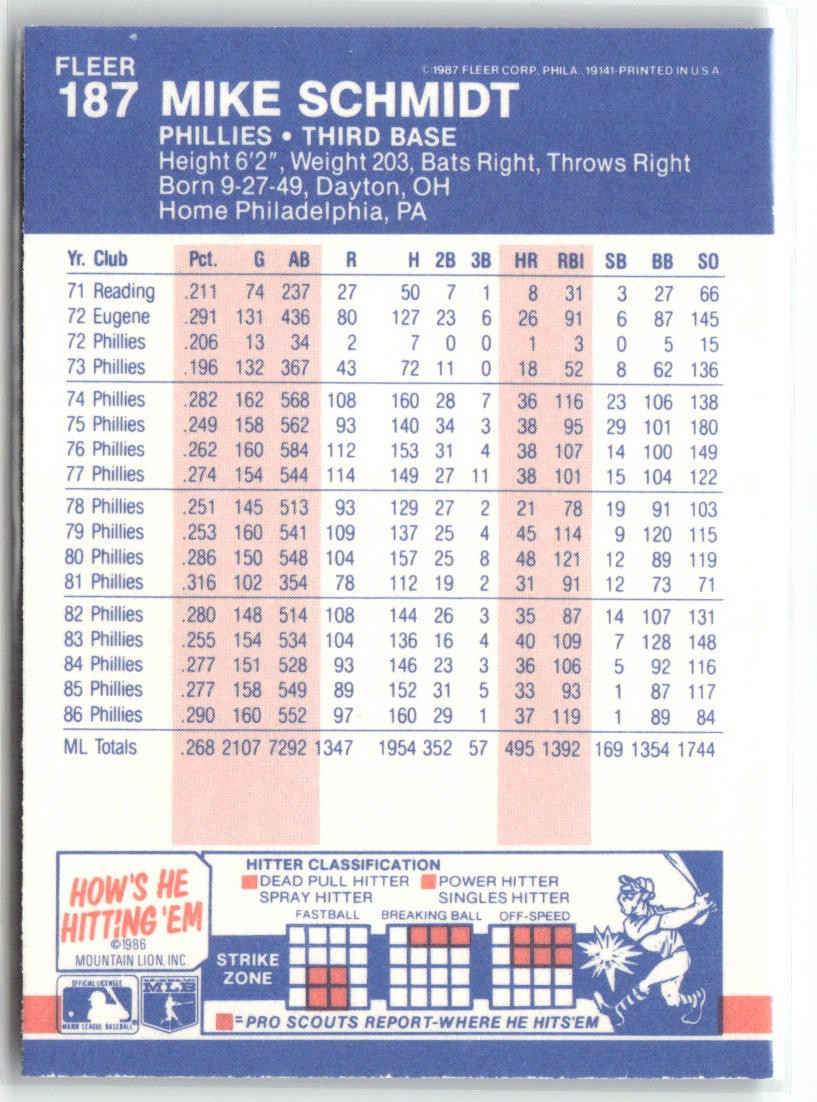 FLEER
©1987 FLEER CORP. PHILA. 19141-PRINTED IN U.S.A.
187 MIKE SCHMIDT
PHILLIES • THIRD BASE
Height 6'2", Weight 203, Bats Right, Throws Right
Born 9-27-49, Dayton, OH
Home Philadelphia, PA
Yr. Club Pct. G AB R H 2B 3B HR RBI SB BB SO
71 Reading .211 74 237 27 50 7 1 8 31 3 27 66
72 Eugene .291 131 436 80 127 23 6 26 91 6 87 145
72 Phillies .206 13 34 2 7 0 0 1 3 0 5 15
73 Phillies .196 132 367 43 72 11 0 18 52 8 62 136
74 Phillies .282 162 568 108 160 28 7 36 116 23 106 138
75 Phillies .249 158 562 93 140 34 3 38 95 29 101 180
76 Phillies .262 160 584 112 153 31 4 38 107 14 100 149
77 Phillies .274 154 544 114 149 27 11 38 101 15 104 122
78 Phillies .251 145 513 93 129 27 2 21 78 19 91 103
79 Phillies .253 160 541 109 137 25 4 45 114 9 120 115
80 Phillies .286 150 548 104 157 25 8 48 121 12 89 119
81 Phillies .316 102 354 78 112 19 2 31 91 12 73 71
82 Phillies .280 148 514 108 144 26 3 35 87 14 107 131
83 Phillies .255 154 534 104 136 16 4 40 109 7 128 148
84 Phillies .277 151 528 93 146 23 3 36 106 5 92 116
85 Phillies .277 158 549 89 152 31 5 33 93 1 87 117
86 Phillies .290 160 552 97 160 29 1 37 119 1 89 84
ML Totals .268 2107 7292 1347 1954 352 57 495 1392 169 1354 1744
HOW'S HE
HITT!NG 'EM
©1986
MOUNTAIN LION, INC.
HITTER CLASSIFICATION
DEAD PULL HITTER POWER HITTER
SPRAY HITTER SINGLES HITTER
FASTBALL BREAKING BALL OFF-SPEED
STRIKE
ZONE
=PRO SCOUTS REPORT-WHERE HE HITS'EM
OFFICIAL LICENSEE
MAJOR LEAGUE BASEBALL
MLB